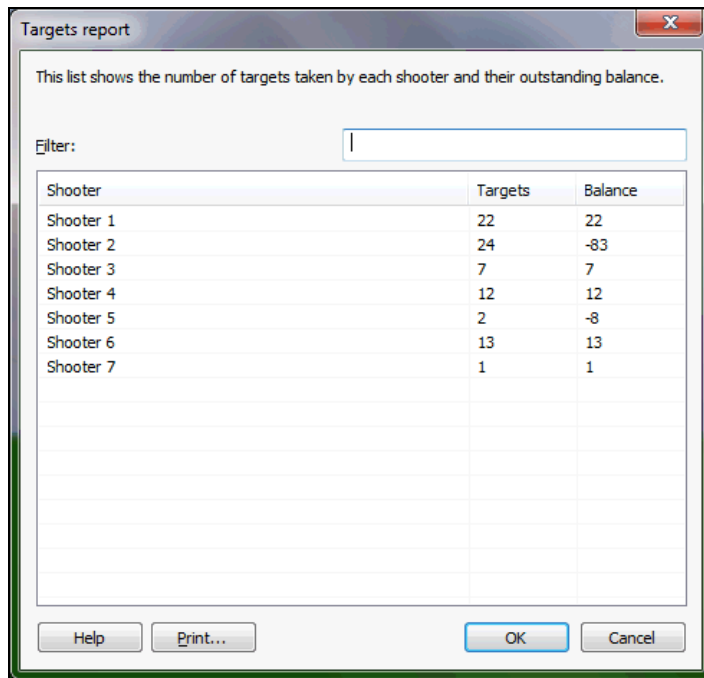 Targets report
This list shows the number of targets taken by each shooter and their outstanding balance.
Filter:
Shooter Targets Balance
Shooter 1 22 22
Shooter 2 24 -83
Shooter 3 7 7
Shooter 4 12 12
Shooter 5 2 -8
Shooter 6 13 13
Shooter 7 1 1
Help Print... OK Cancel